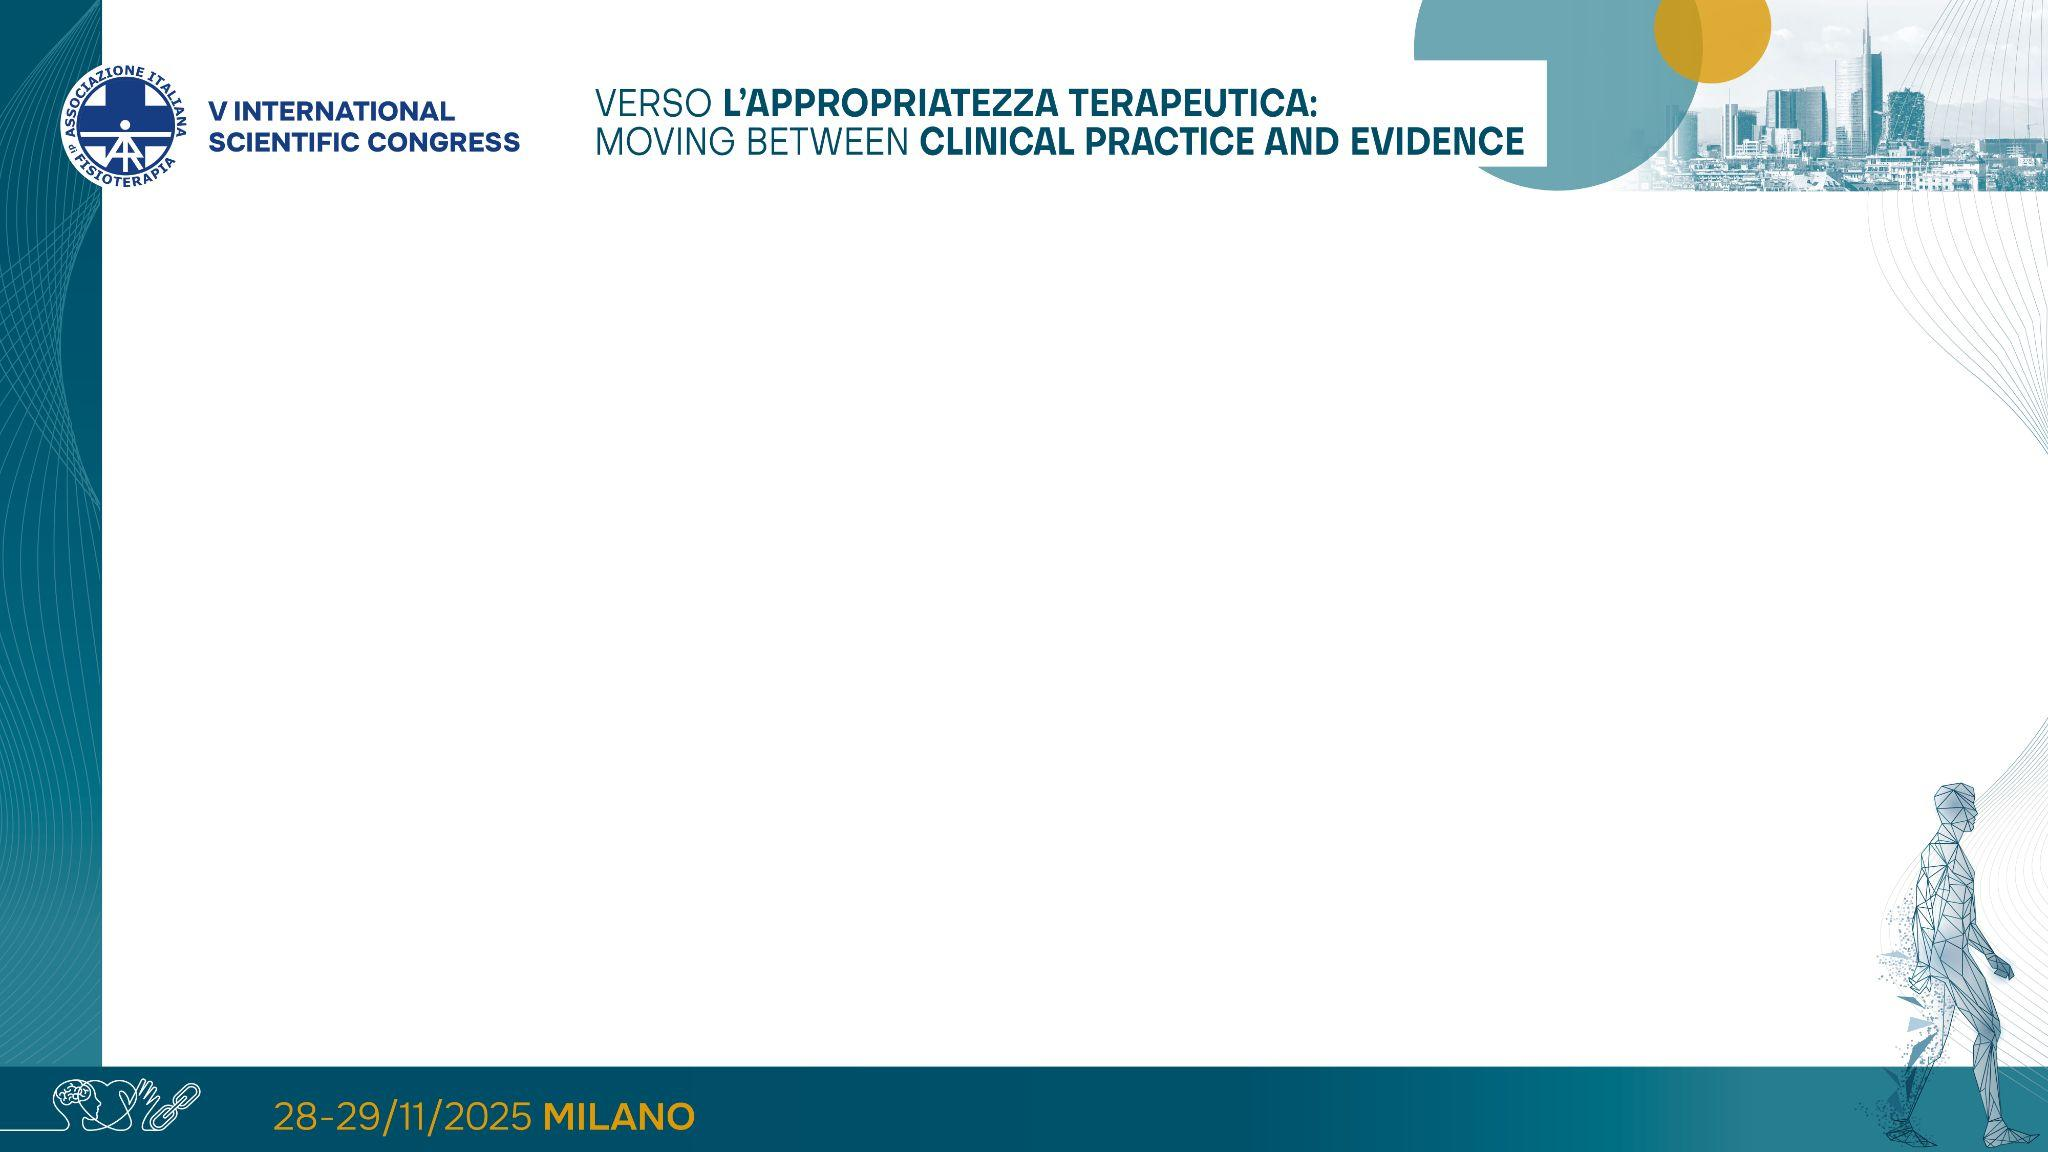 ASSOCIAZIONE ITALIANA
di FISIOTERAPIA
V INTERNATIONAL
SCIENTIFIC CONGRESS
VERSO L'APPROPRIATEZZA TERAPEUTICA:
MOVING BETWEEN CLINICAL PRACTICE AND EVIDENCE
28-29/11/2025 MILANO